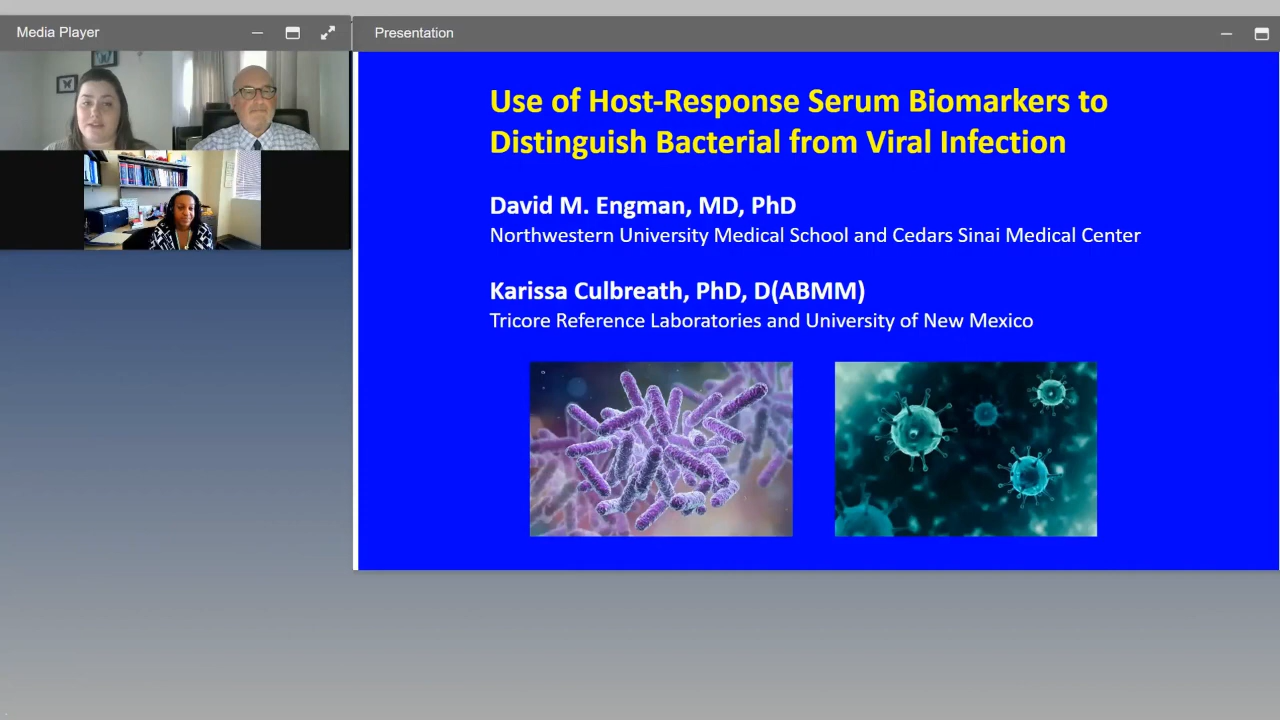 Media Player
Presentation
Use of Host-Response Serum Biomarkers to
Distinguish Bacterial from Viral Infection
David M. Engman, MD, PhD
Northwestern University Medical School and Cedars Sinai Medical Center
Karissa Culbreath, PhD, D(ABMM)
Tricore Reference Laboratories and University of New Mexico